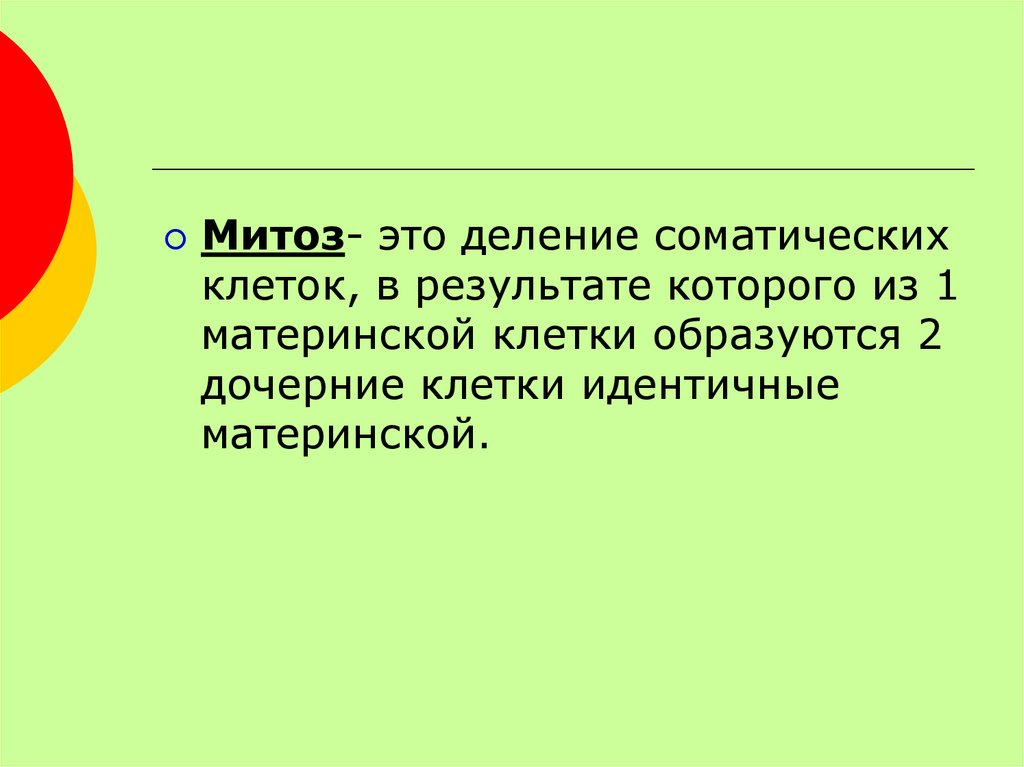 Митоз- это деление соматических
клеток, в результате которого из 1
материнской клетки образуются 2
дочерние клетки идентичные
материнской.